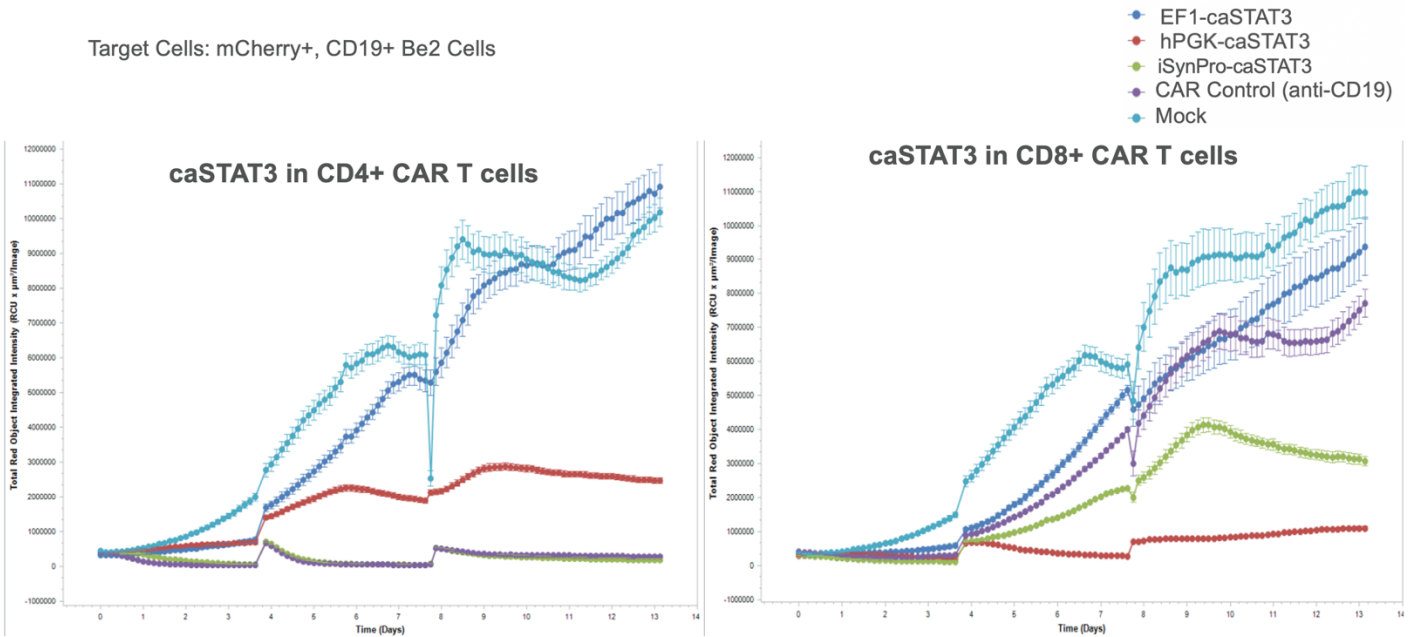 EF1-caSTAT3
hPGK-caSTAT3
iSynPro-caSTAT3
CAR Control (anti-CD19)
Mock
Target Cells: mCherry+, CD19+ Be2 Cells
caSTAT3 in CD4+ CAR T cells
Total Red Object Integrated Intensity (RCU x µm²/Image)
12000000
11000000
10000000
9000000
8000000
7000000
6000000
5000000
4000000
3000000
2000000
1000000
0
-1000000
0 1 2 3 4 5 6 7 8 9 10 11 12 13 14
Time (Days)
caSTAT3 in CD8+ CAR T cells
Total Red Object Integrated Intensity (RCU x µm²/Image)
12000000
11000000
10000000
9000000
8000000
7000000
6000000
5000000
4000000
3000000
2000000
1000000
0
-1000000
0 1 2 3 4 5 6 7 8 9 10 11 12 13 14
Time (Days)